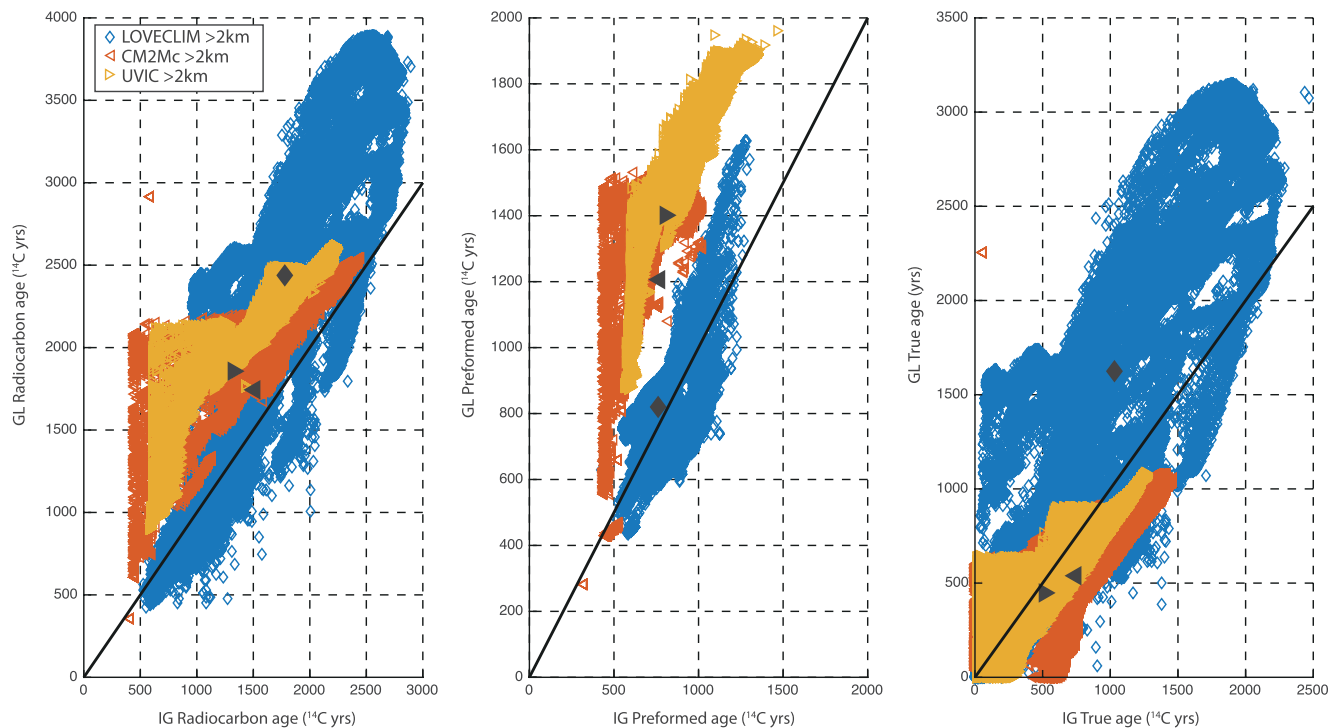 LOVECLIM >2km
CM2Mc >2km
UVIC >2km
GL Radiocarbon age (¹⁴C yrs)
4000
3500
3000
2500
2000
1500
1000
500
0
0 500 1000 1500 2000 2500 3000
IG Radiocarbon age (¹⁴C yrs)
GL Preformed age (¹⁴C yrs)
2000
1800
1600
1400
1200
1000
800
600
400
200
0
0 500 1000 1500 2000
IG Preformed age (¹⁴C yrs)
GL True age (yrs)
3500
3000
2500
2000
1500
1000
500
0
0 500 1000 1500 2000 2500
IG True age (¹⁴C yrs)